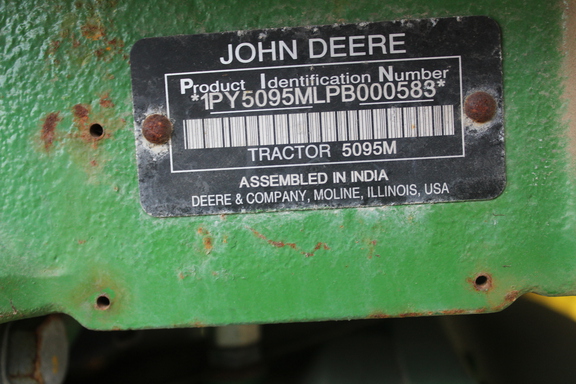 JOHN DEERE
Product Identification Number
*1PY5095MLPB000583*
TRACTOR 5095M
ASSEMBLED IN INDIA
DEERE & COMPANY, MOLINE, ILLINOIS, USA